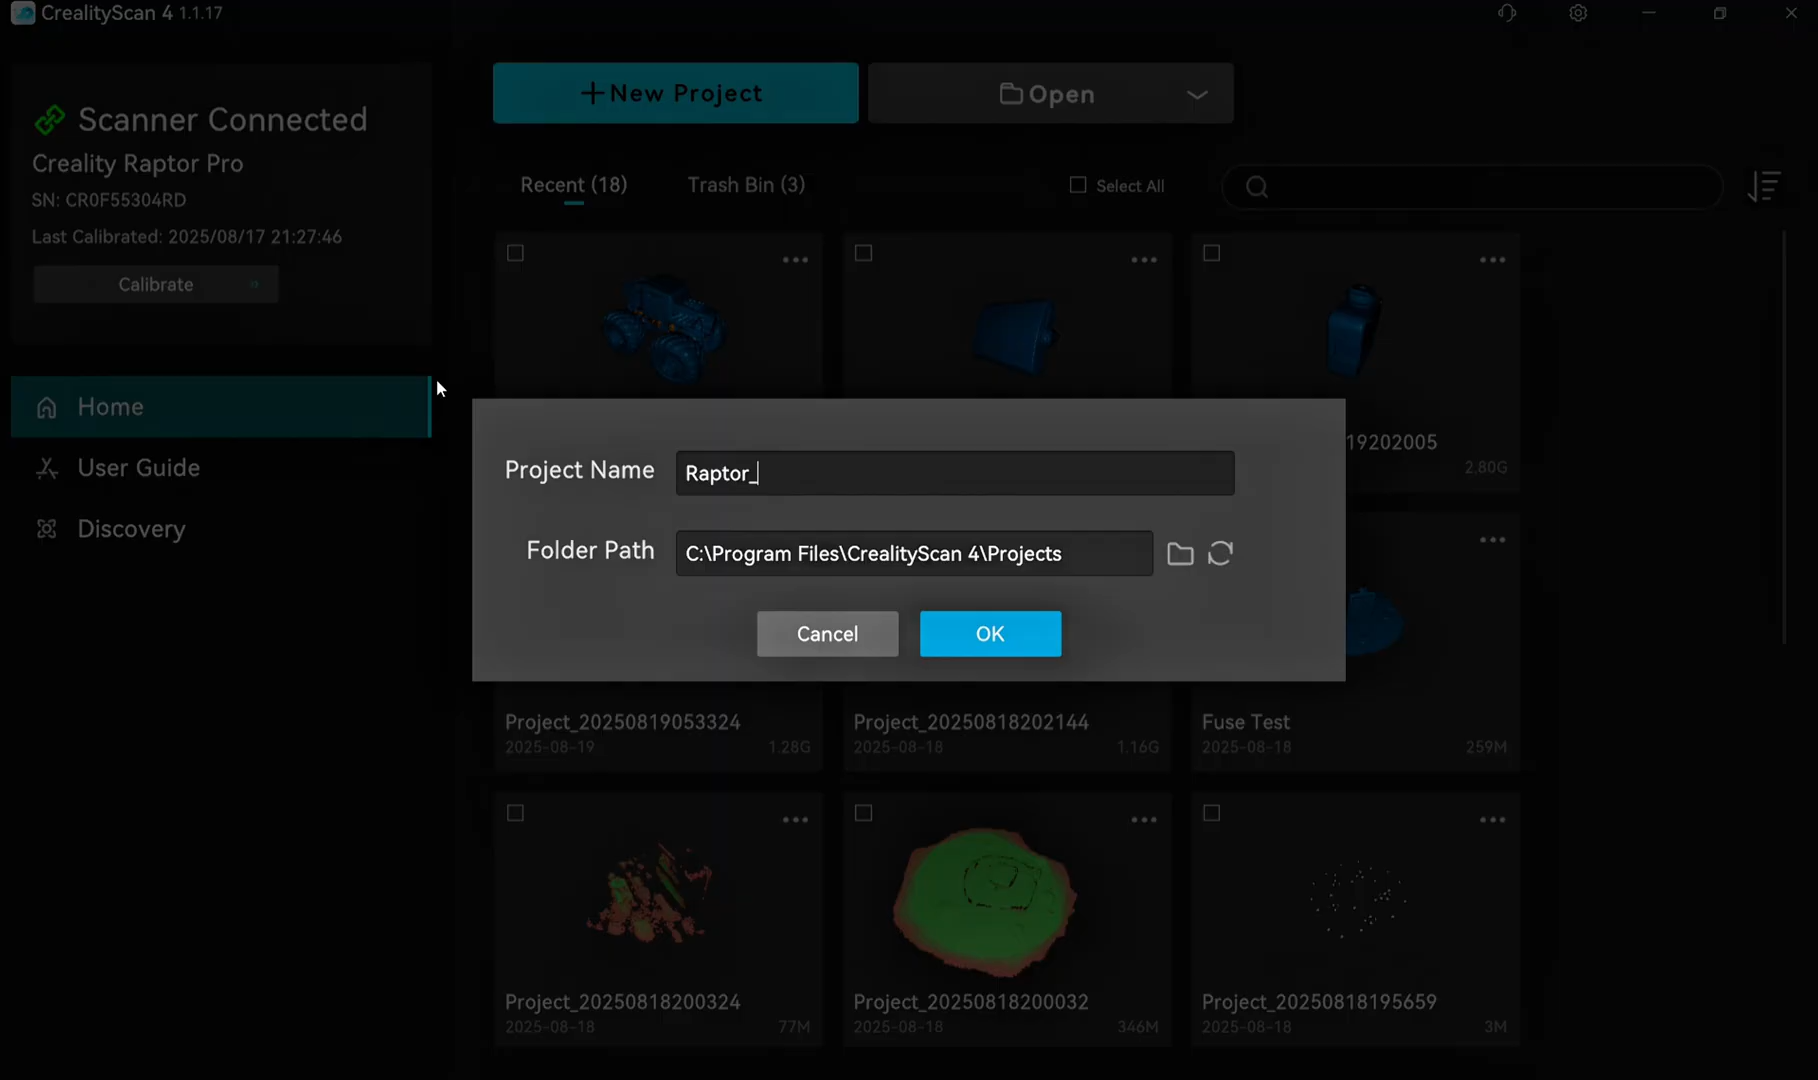 CrealityScan 4 1.1.17
Scanner Connected
Creality Raptor Pro
SN: CR0F55304RD
Last Calibrated: 2025/08/17 21:27:46
Calibrate
Home
User Guide
Discovery
+New Project
Open
Recent (18)
Trash Bin (3)
Select All
19202005
2.80G
Project Name
Raptor_
Folder Path
C:\Program Files\CrealityScan 4\Projects
Cancel
OK
Project_20250819053324
2025-08-19
1.28G
Project_20250818202144
2025-08-18
1.16G
Fuse Test
2025-08-18
259M
Project_20250818200324
2025-08-18
77M
Project_20250818200032
2025-08-18
346M
Project_20250818195659
2025-08-18
3M